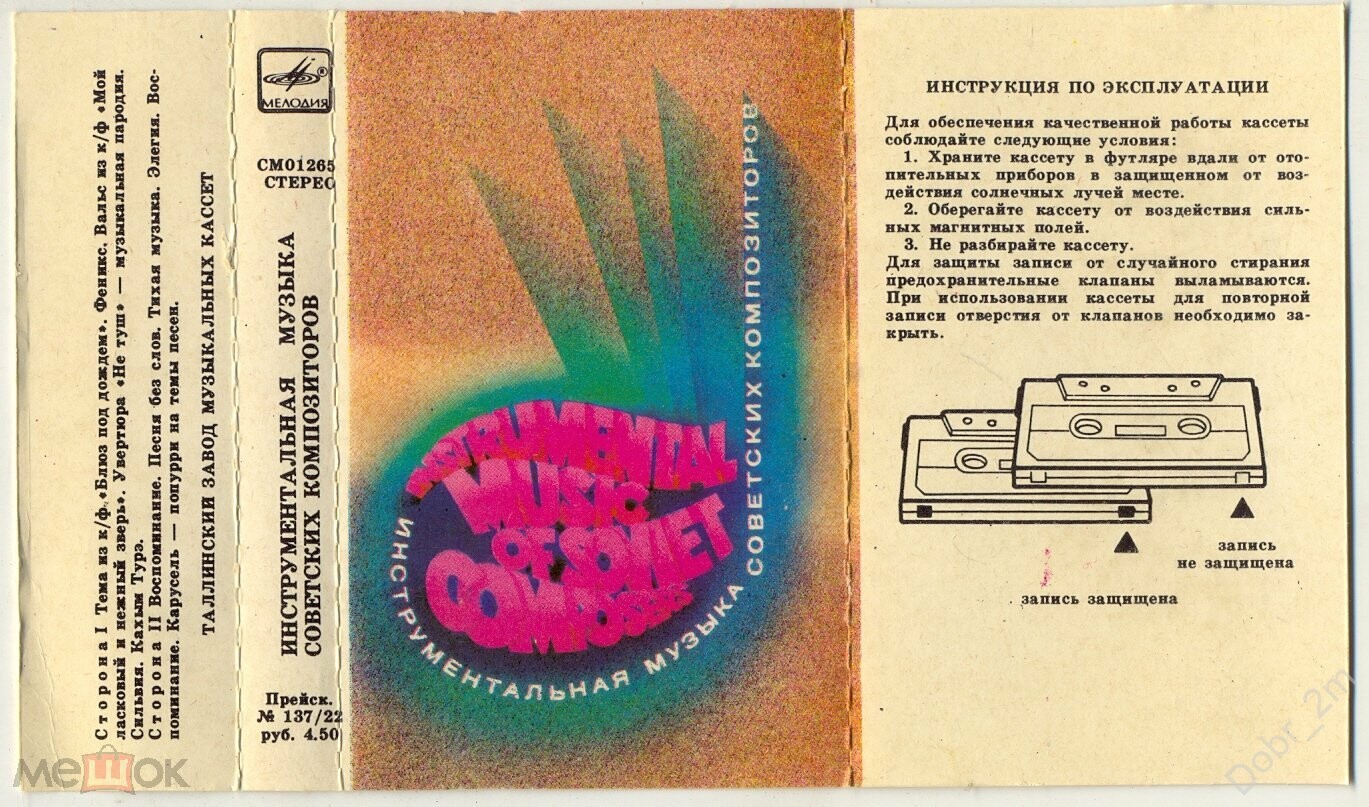 Сторона I Тема из к/ф «Блюз под дождем». Феникс. Вальс из к/ф «Мой
ласковый и нежный зверь». Увертюра «Не туш» — музыкальная пародия.
Сильвия. Кахым Турэ.
Сторона II Воспоминание. Песня без слов. Тихая музыка. Элегия. Вос-
поминание. Карусель — попурри на темы песен.
ТАЛЛИНСКИЙ ЗАВОД МУЗЫКАЛЬНЫХ КАССЕТ
МЕЛОДИЯ
СМ01265
СТЕРЕО
ИНСТРУМЕНТАЛЬНАЯ МУЗЫКА
СОВЕТСКИХ КОМПОЗИТОРОВ
Прейск.
№ 137/22
руб. 4.50
INSTRUMENTAL
MUSIC
OF SOVIET
COMPOSERS
ИНСТРУМЕНТАЛЬНАЯ МУЗЫКА СОВЕТСКИХ КОМПОЗИТОРОВ
ИНСТРУКЦИЯ ПО ЭКСПЛУАТАЦИИ
Для обеспечения качественной работы кассеты
соблюдайте следующие условия:
1. Храните кассету в футляре вдали от ото-
пительных приборов в защищенном от воз-
действия солнечных лучей месте.
2. Оберегайте кассету от воздействия силь-
ных магнитных полей.
3. Не разбирайте кассету.
Для защиты записи от случайного стирания
предохранительные клапаны выламываются.
При использовании кассеты для повторной
записи отверстия от клапанов необходимо за-
крыть.
запись
не защищена
запись защищена
мешок
Dobr_2m